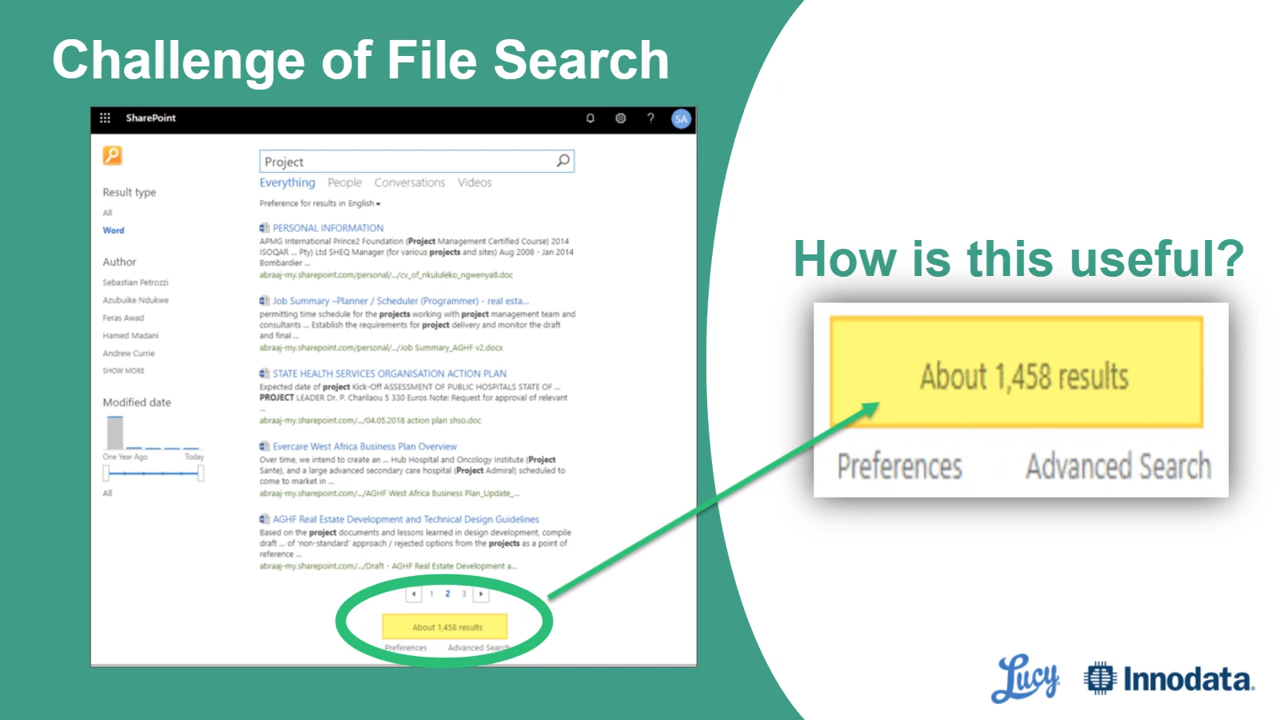 Challenge of File Search
SharePoint
SA
Project
Everything People Conversations Videos
Preference for results in English
Result type
All
Word
Author
Sebastian Petrozzi
Azubuike Ndukwe
Feras Awad
Hamed Madani
Andrew Currie
SHOW MORE
Modified date
One Year Ago Today
All
PERSONAL INFORMATION
APMG International Prince2 Foundation (Project Management Certified Course) 2014
ISOQAR ... Pty) Ltd SHEQ Manager (for various projects and sites) Aug 2008 - Jan 2014
Bombardier ...
abraaj-my.sharepoint.com/personal/.../cv_of_nkululeko_ngwenya8.doc
Job Summary –Planner / Scheduler (Programmer) - real esta...
permitting time schedule for the projects working with project management team and
consultants ... Establish the requirements for project delivery and monitor the draft
and final ...
abraaj-my.sharepoint.com/personal/.../Job Summary_AGHF v2.docx
STATE HEALTH SERVICES ORGANISATION ACTION PLAN
Expected date of project Kick-Off ASSESSMENT OF PUBLIC HOSPITALS STATE OF ...
PROJECT LEADER Dr. P. Charilaou 5 330 Euros Note: Request for approval of relevant
...
abraaj-my.sharepoint.com/.../04.05.2018 action plan shso.doc
Evercare West Africa Business Plan Overview
Over time, we intend to create an ... Hub Hospital and Oncology Institute (Project
Sante), and a large advanced secondary care hospital (Project Admiral) scheduled to
come to market in ...
abraaj-my.sharepoint.com/.../AGHF West Africa Business Plan_Update_...
AGHF Real Estate Development and Technical Design Guidelines
Based on the project documents and lessons learned in design development, compile
draft ... of 'non-standard' approach / rejected options from the projects as a point of
reference ...
abraaj-my.sharepoint.com/.../Draft - AGHF Real Estate Development a...
1 2 3
About 1,458 results
Preferences Advanced Search
How is this useful?
About 1,458 results
Preferences Advanced Search
Lucy
Innodata